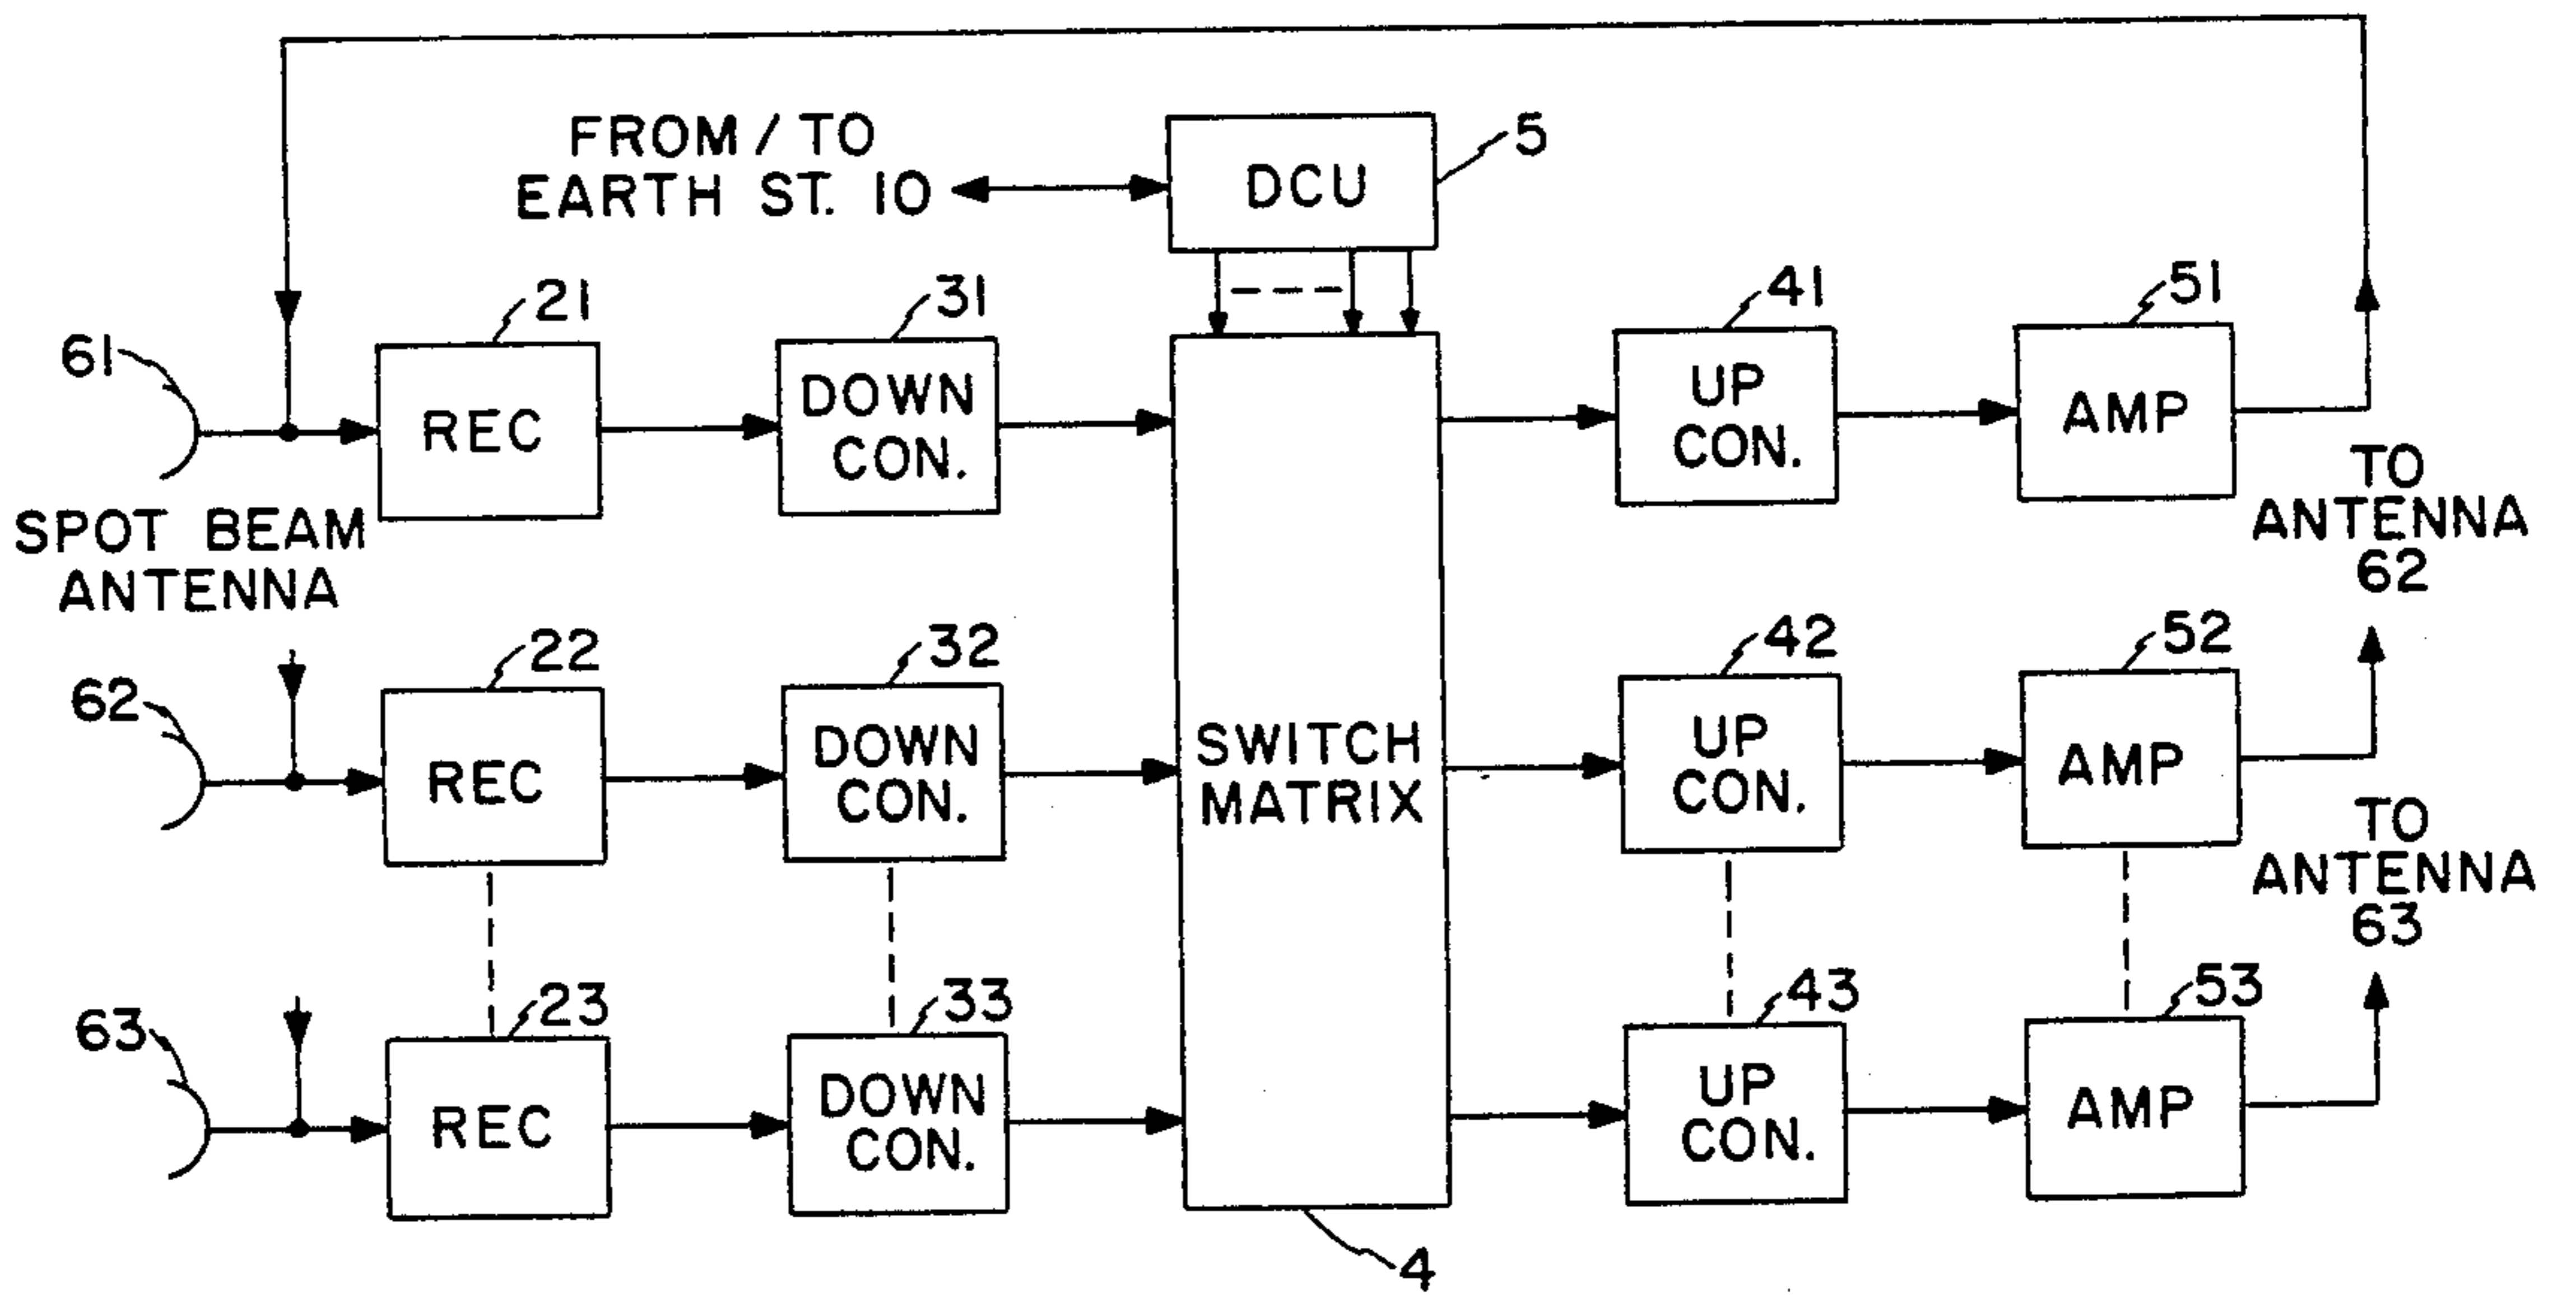 FROM / TO
EARTH ST. 10
DCU
5
61
21
REC
31
DOWN
CON.
41
UP
CON.
51
AMP
SPOT BEAM
ANTENNA
TO
ANTENNA
62
62
22
REC
32
DOWN
CON.
SWITCH
MATRIX
42
UP
CON.
52
AMP
TO
ANTENNA
63
63
23
REC
33
DOWN
CON.
43
UP
CON.
53
AMP
4